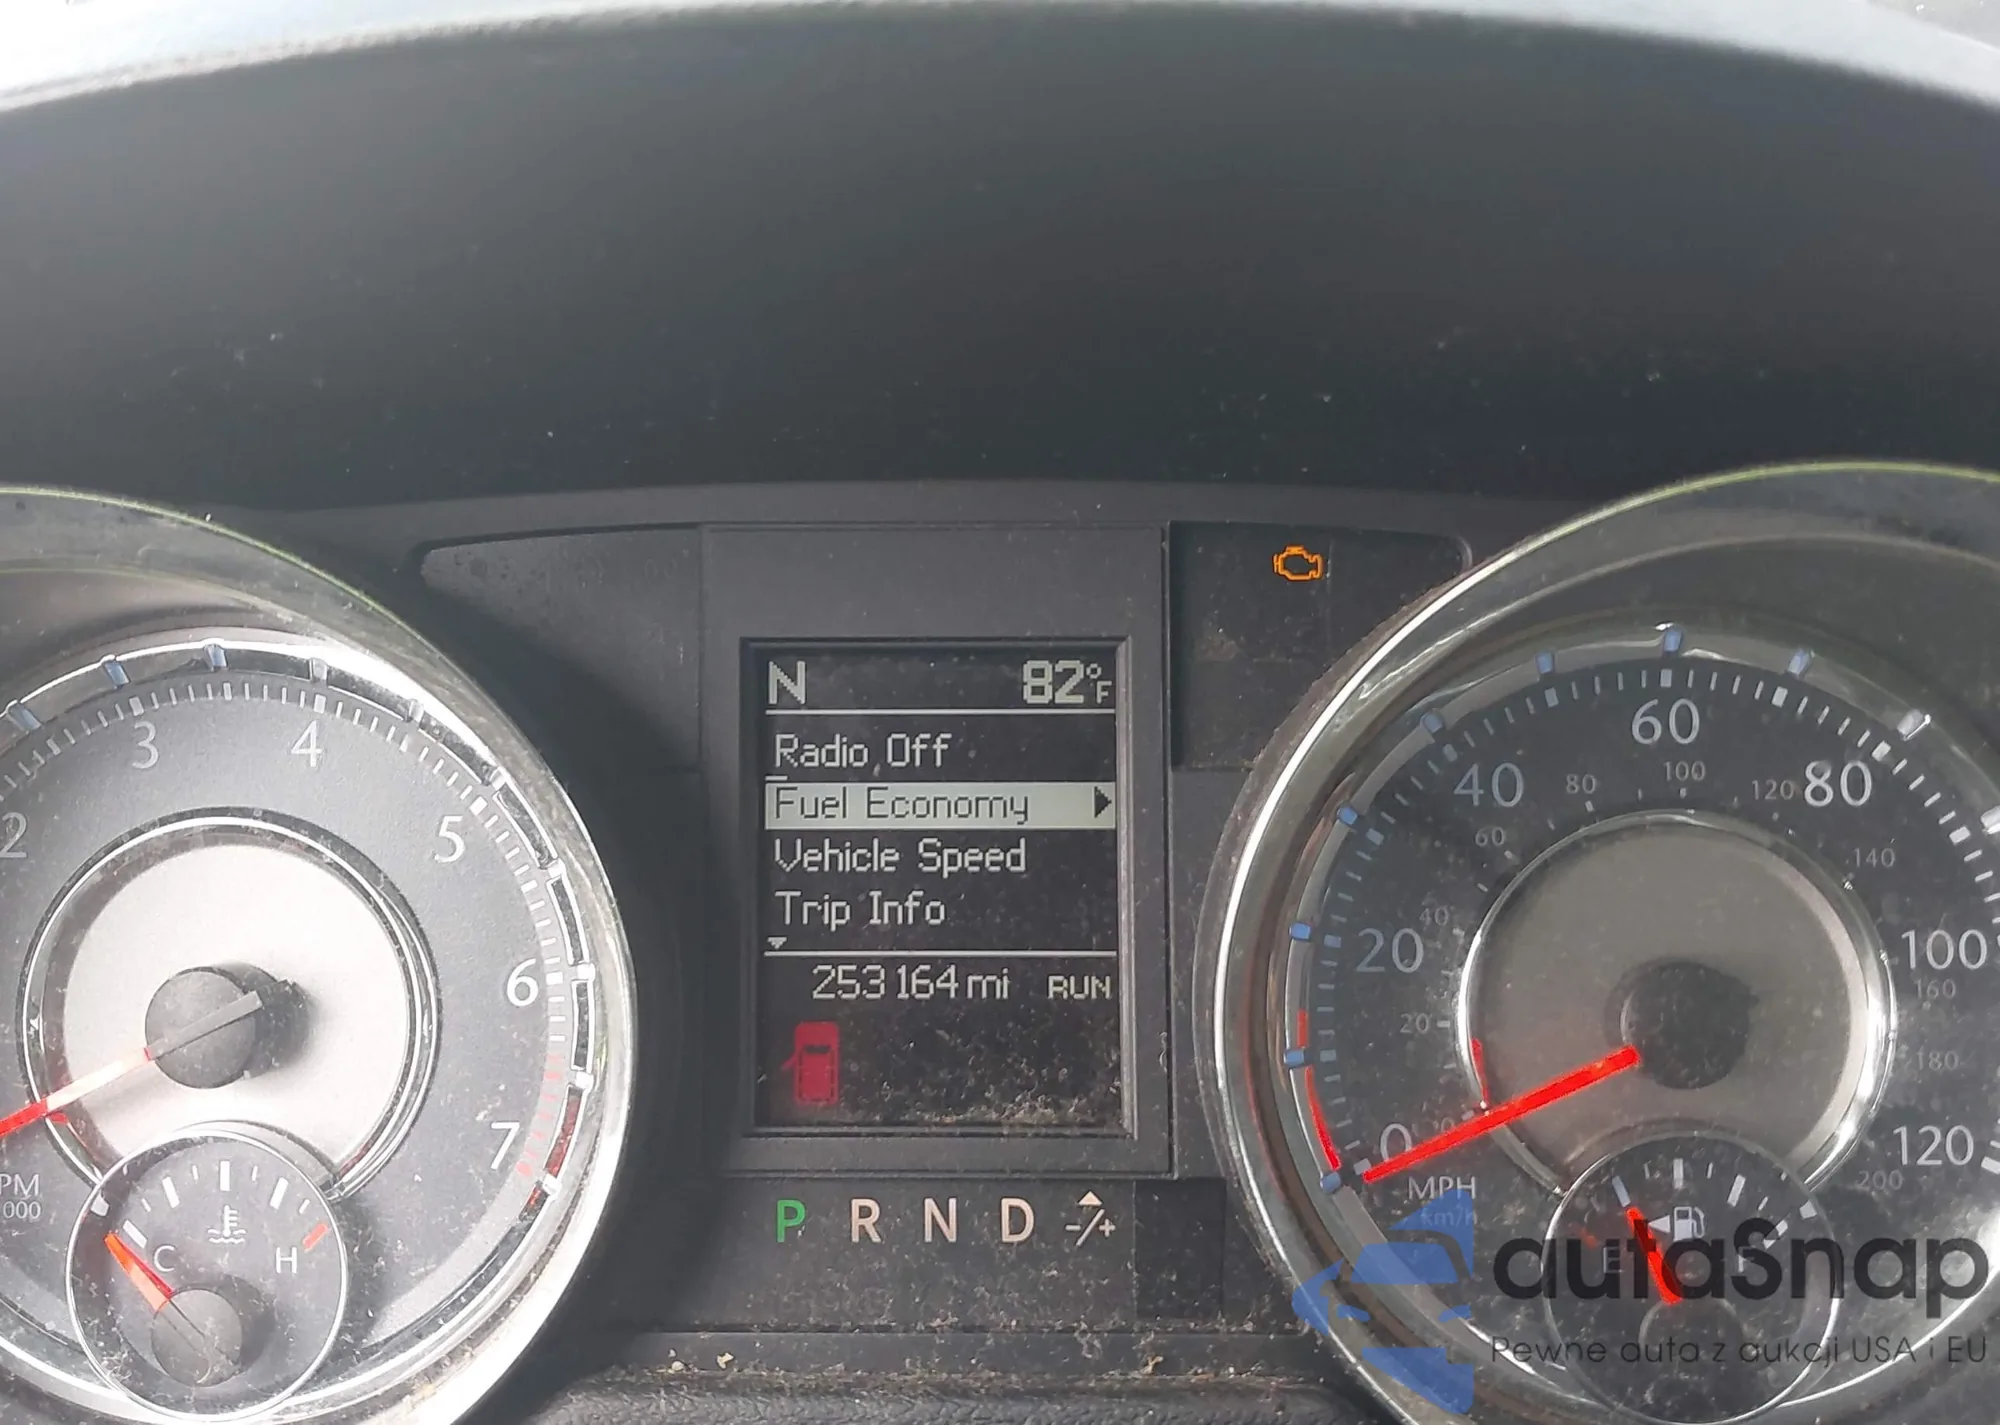 N 82°F
Radio Off
Fuel Economy
Vehicle Speed
Trip Info
253164 mi RUN
P R N D -/+
2 3 4 5 6 7
PM
000
C H
0 20 40 60 80 100 120
20 40 60 80 100 120 140 160 180 200
MPH
km/h
E F
autaSnap
Pewne auta z aukcji USA i EU